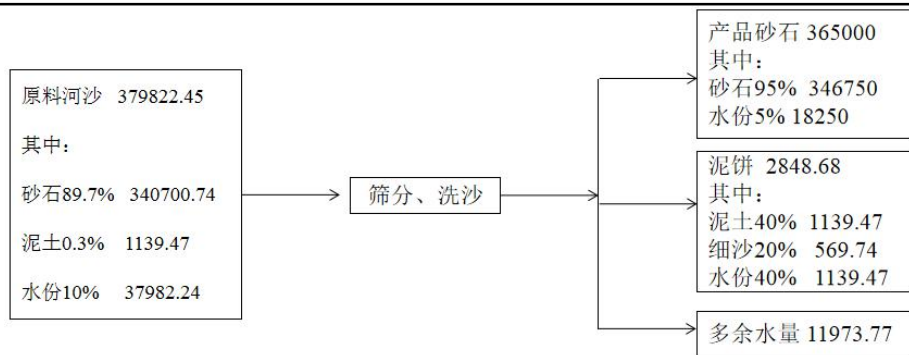 原料河沙 379822.45
其中：
砂石89.7% 340700.74
泥土0.3% 1139.47
水份10% 37982.24
筛分、洗沙
产品砂石 365000
其中：
砂石95% 346750
水份5% 18250
泥饼 2848.68
其中：
泥土40% 1139.47
细沙20% 569.74
水份40% 1139.47
多余水量 11973.77